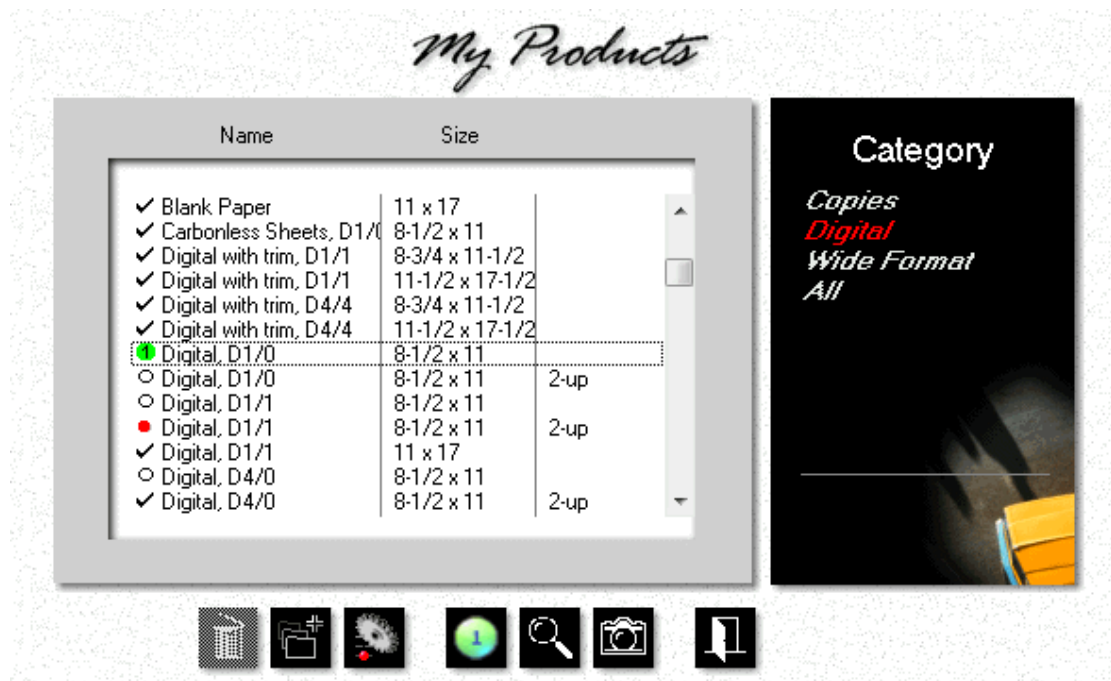 My Products
Name Size
Blank Paper 11 x 17
Carbonless Sheets, D1/ 8-1/2 x 11
Digital with trim, D1/1 8-3/4 x 11-1/2
Digital with trim, D1/1 11-1/2 x 17-1/2
Digital with trim, D4/4 8-3/4 x 11-1/2
Digital with trim, D4/4 11-1/2 x 17-1/2
1 Digital, D1/0 8-1/2 x 11
Digital, D1/0 8-1/2 x 11 2-up
Digital, D1/1 8-1/2 x 11
Digital, D1/1 8-1/2 x 11 2-up
Digital, D1/1 11 x 17
Digital, D4/0 8-1/2 x 11
Digital, D4/0 8-1/2 x 11 2-up
Category
Copies
Digital
Wide Format
All
1